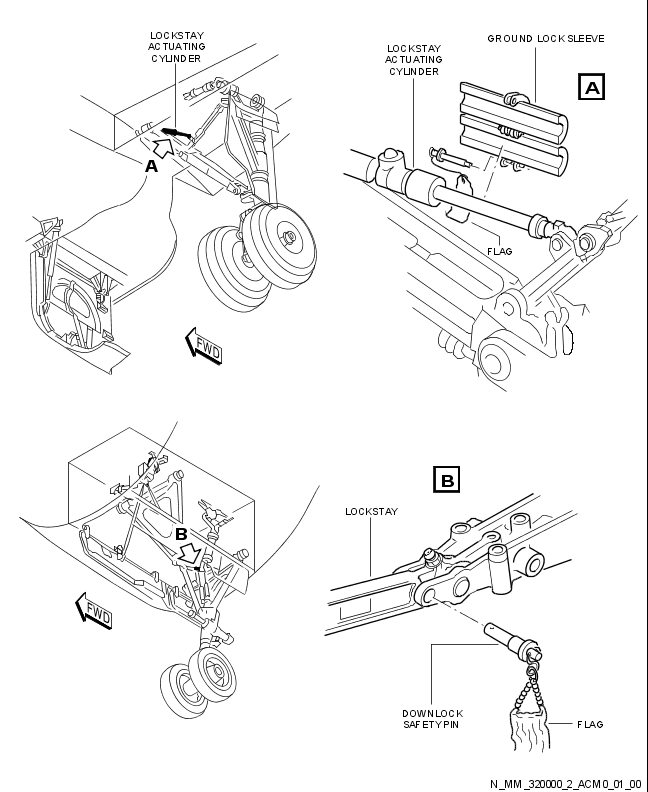 LOCKSTAY
ACTUATING
CYLINDER
A
FWD
LOCKSTAY
ACTUATING
CYLINDER
GROUND LOCK SLEEVE
A
FLAG
B
FWD
B
LOCKSTAY
DOWNLOCK
SAFETY PIN
FLAG
N_MM_320000_2_ACM0_01_00